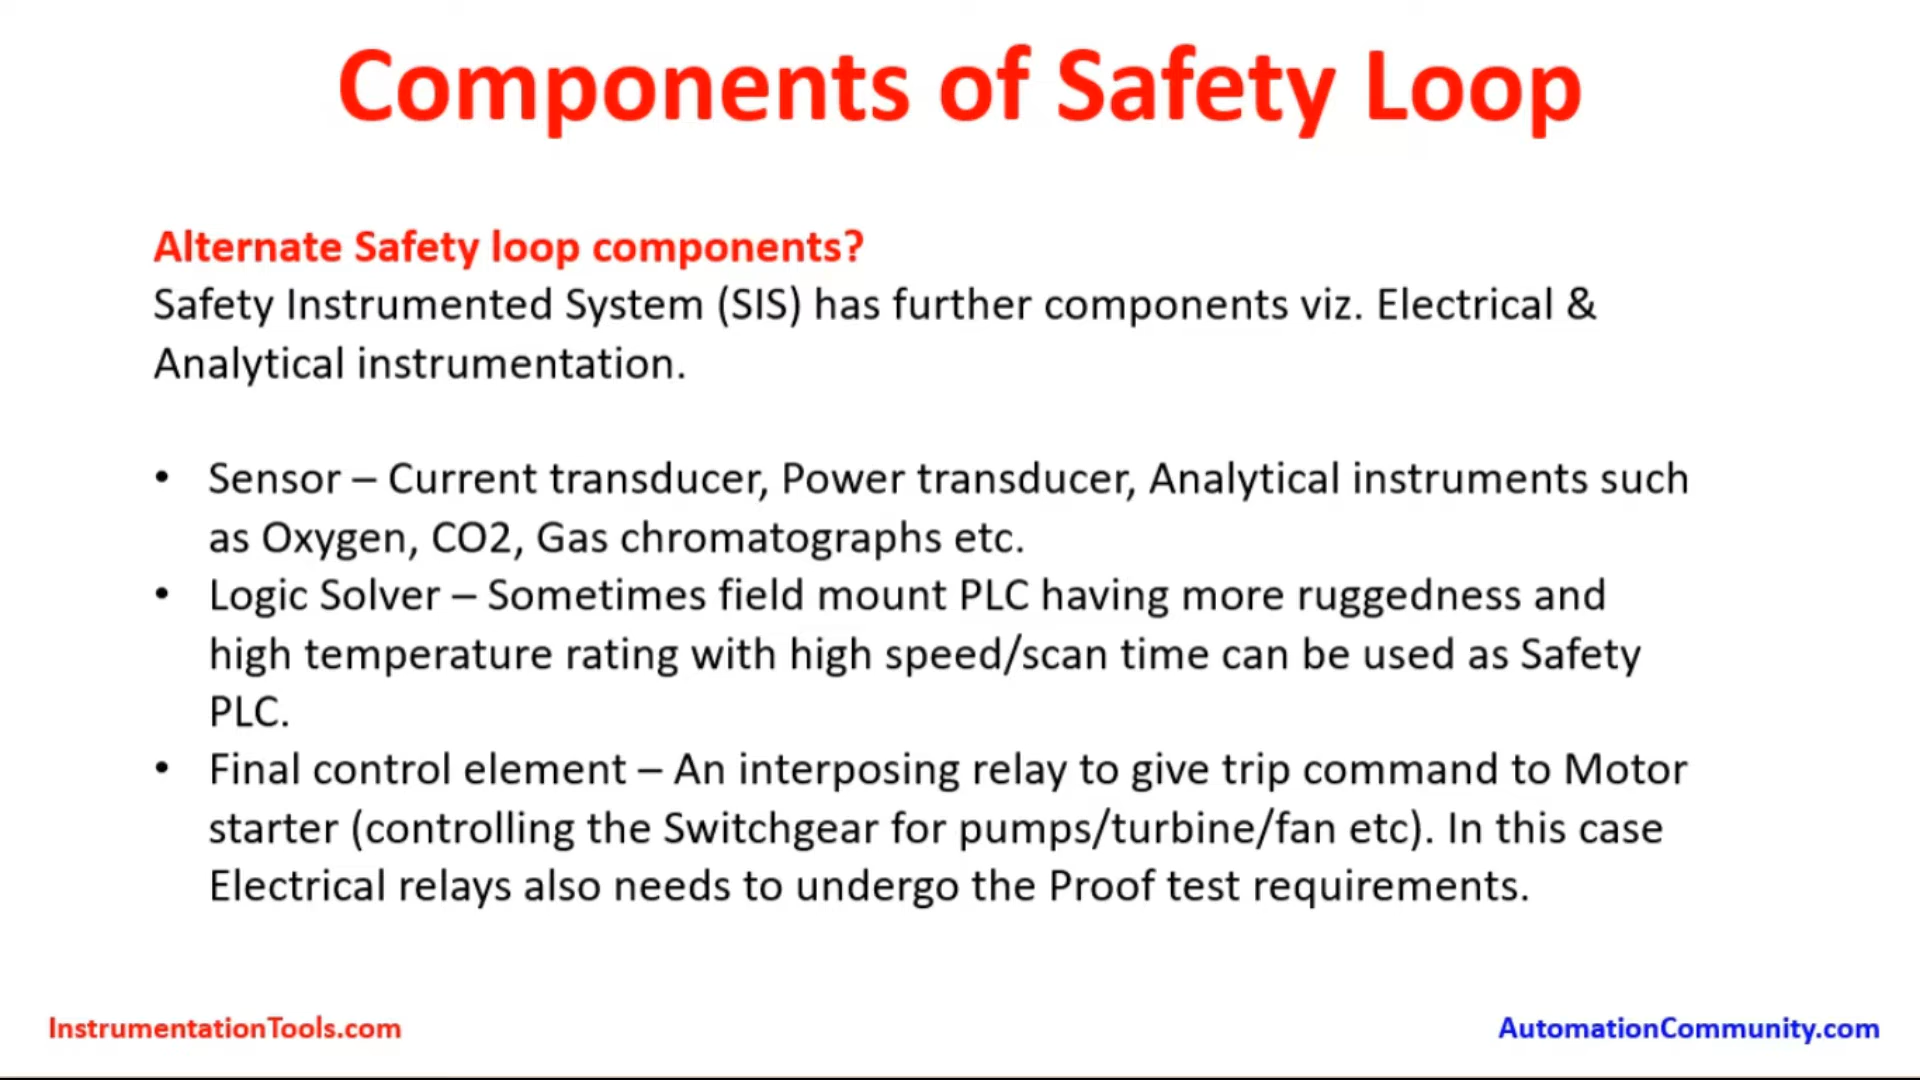 Components of Safety Loop
Alternate Safety loop components?
Safety Instrumented System (SIS) has further components viz. Electrical &
Analytical instrumentation.
• Sensor – Current transducer, Power transducer, Analytical instruments such
as Oxygen, CO2, Gas chromatographs etc.
• Logic Solver – Sometimes field mount PLC having more ruggedness and
high temperature rating with high speed/scan time can be used as Safety
PLC.
• Final control element – An interposing relay to give trip command to Motor
starter (controlling the Switchgear for pumps/turbine/fan etc). In this case
Electrical relays also needs to undergo the Proof test requirements.
InstrumentationTools.com
AutomationCommunity.com